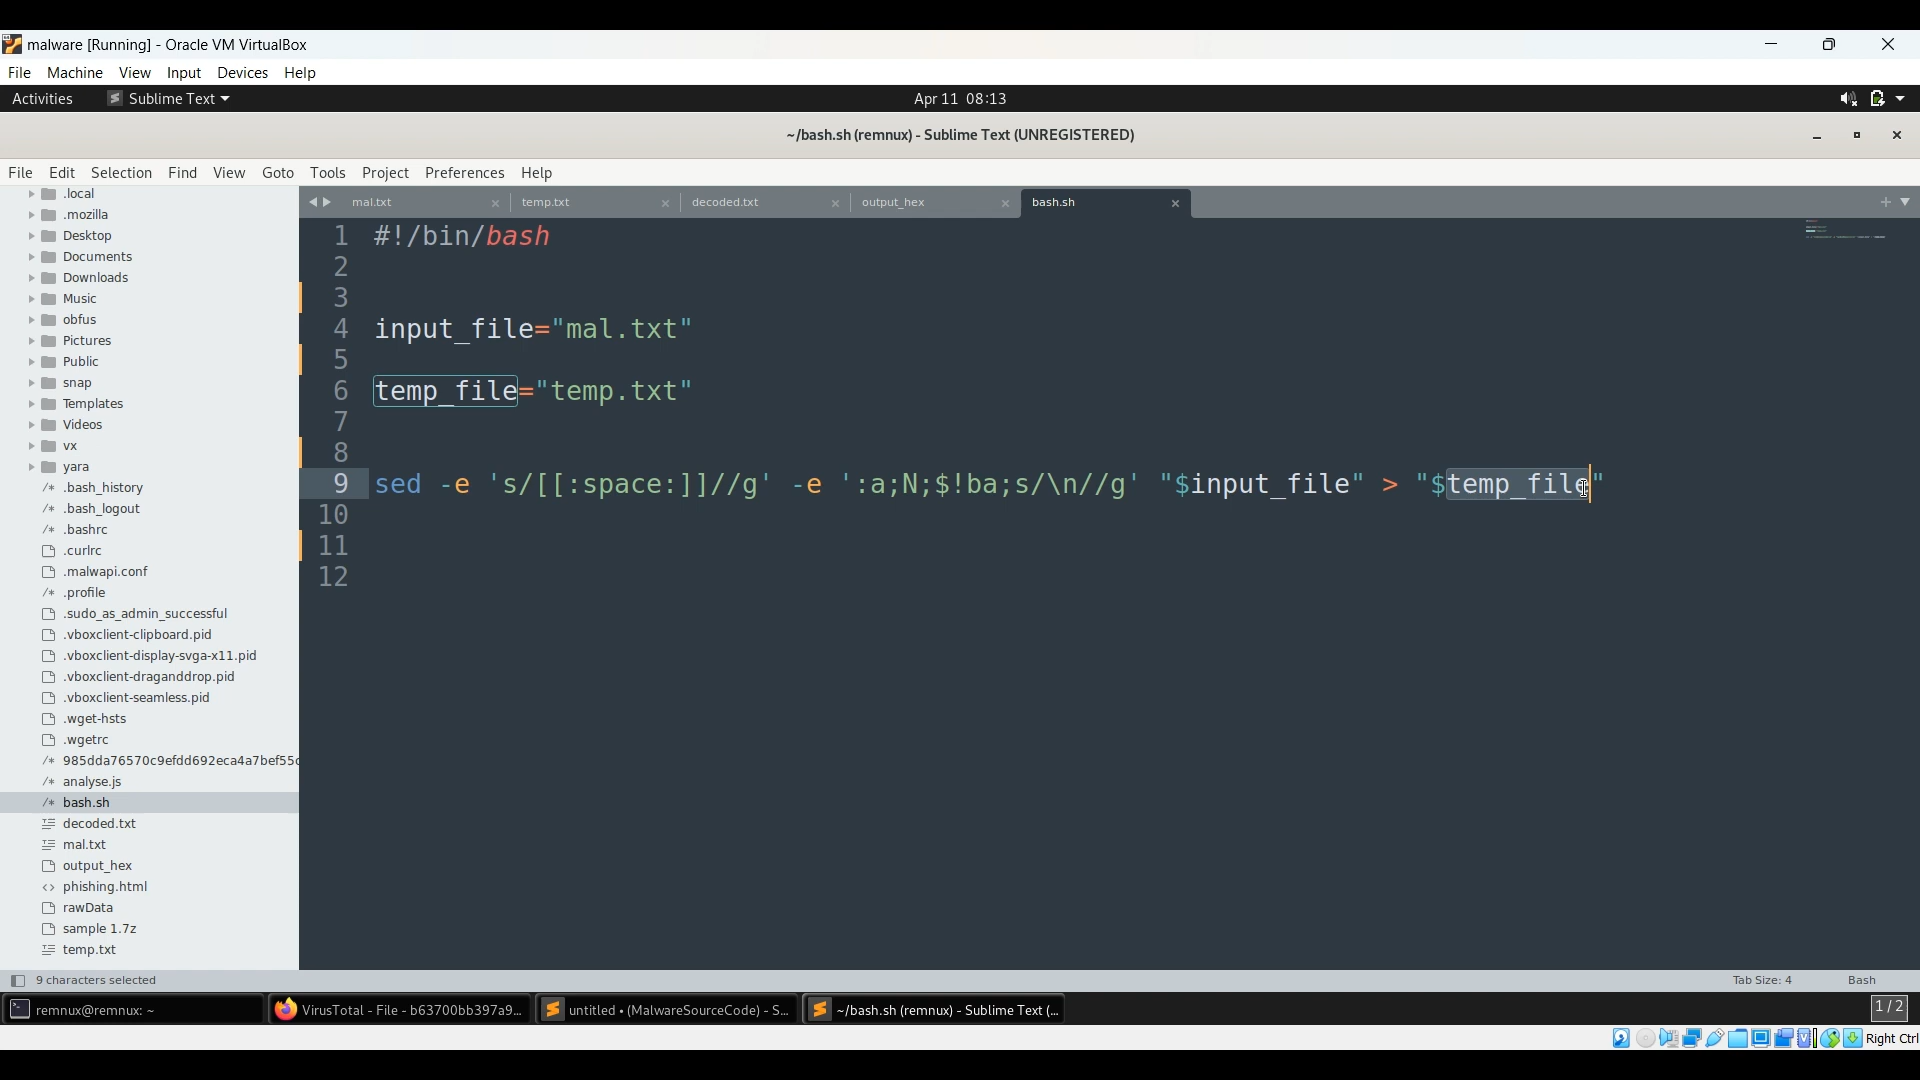 malware [Running] - Oracle VM VirtualBox
File Machine View Input Devices Help
Activities Sublime Text Apr 11 08:13
~/bash.sh (remnux) - Sublime Text (UNREGISTERED)
File Edit Selection Find View Goto Tools Project Preferences Help
.local
.mozilla
Desktop
Documents
Downloads
Music
obfus
Pictures
Public
snap
Templates
Videos
vx
yara
/* .bash_history
/* .bash_logout
/* .bashrc
.curlrc
.malwapi.conf
/* .profile
.sudo_as_admin_successful
.vboxclient-clipboard.pid
.vboxclient-display-svga-x11.pid
.vboxclient-draganddrop.pid
.vboxclient-seamless.pid
.wget-hsts
.wgetrc
/* 985dda76570c9efdd692eca4a7bef55c
/* analyse.js
/* bash.sh
decoded.txt
mal.txt
output_hex
<> phishing.html
rawData
sample 1.7z
temp.txt
mal.txt temp.txt decoded.txt output_hex bash.sh
1 #!/bin/bash
2
3
4 input_file="mal.txt"
5
6 temp_file="temp.txt"
7
8
9 sed -e 's/[[:space:]]//g' -e ':a;N;$!ba;s/\n//g' "$input_file" > "$temp_file"
10
11
12
9 characters selected Tab Size: 4 Bash
remnux@remnux: ~ VirusTotal - File - b63700bb397a9... untitled • (MalwareSourceCode) - S... ~/bash.sh (remnux) - Sublime Text (... 1 / 2
Right Ctrl